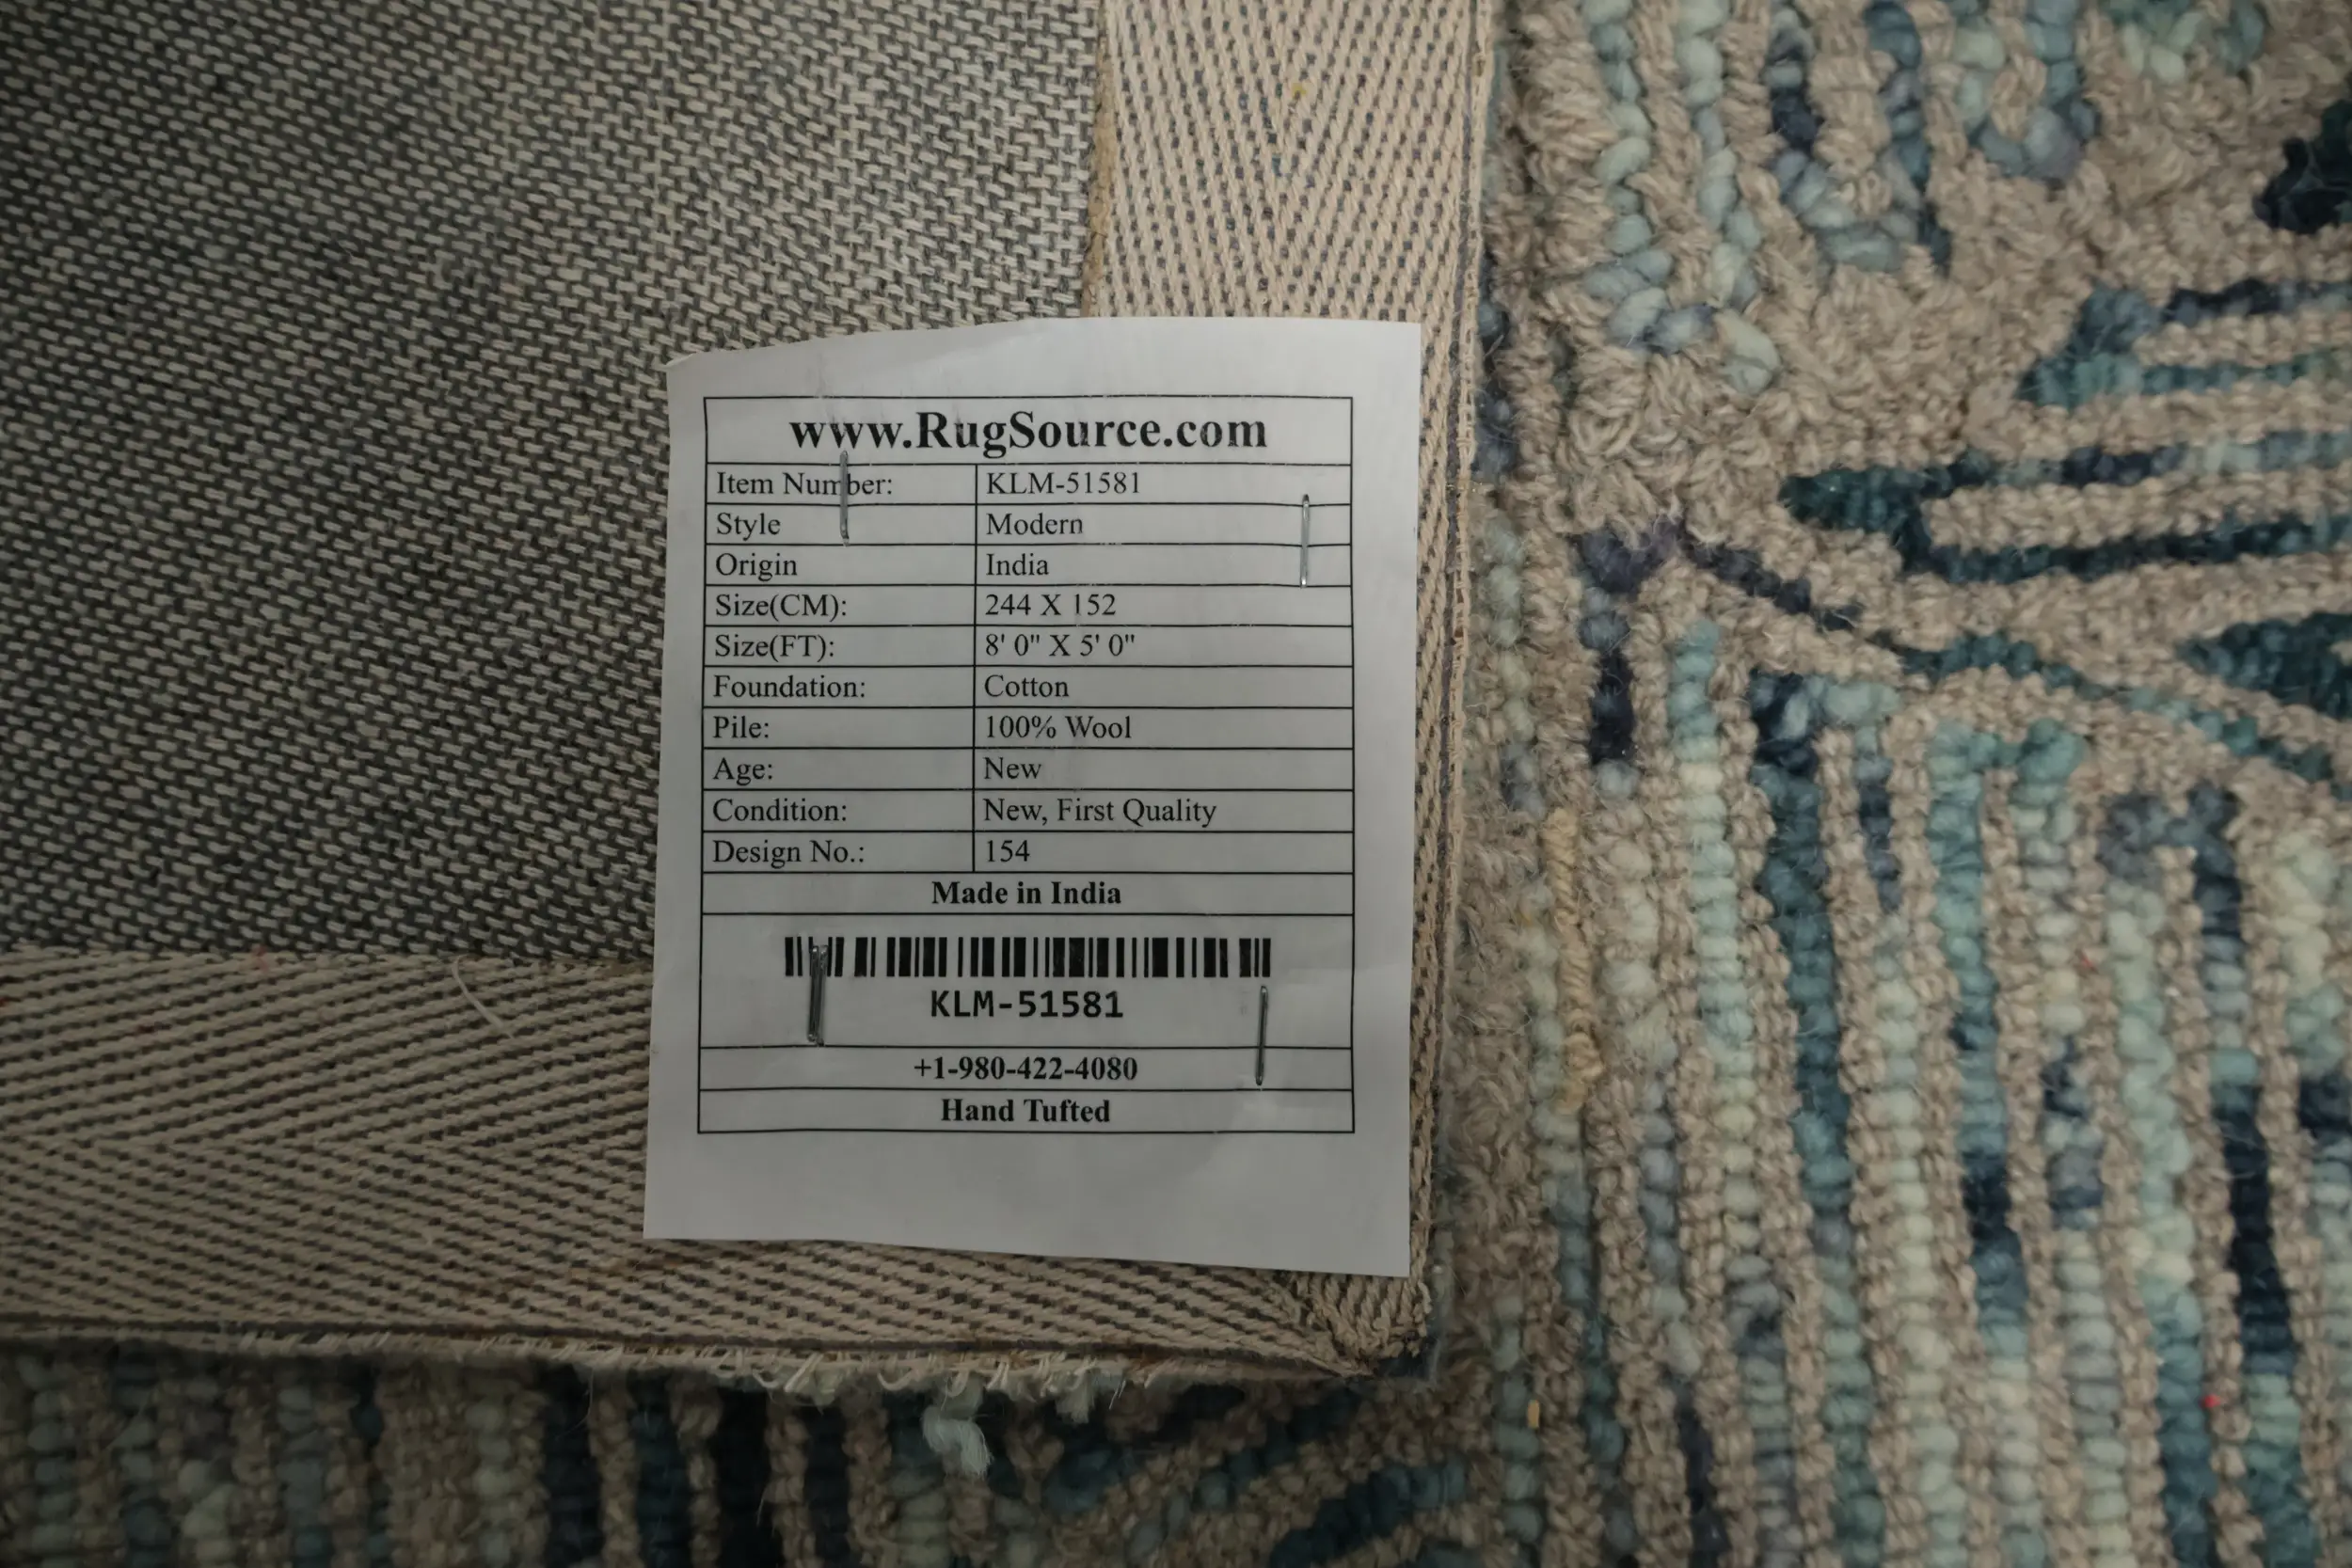 www.RugSource.com
Item Number: KLM-51581
Style Modern
Origin India
Size(CM): 244 X 152
Size(FT): 8' 0" X 5' 0"
Foundation: Cotton
Pile: 100% Wool
Age: New
Condition: New, First Quality
Design No.: 154
Made in India
KLM-51581
+1-980-422-4080
Hand Tufted